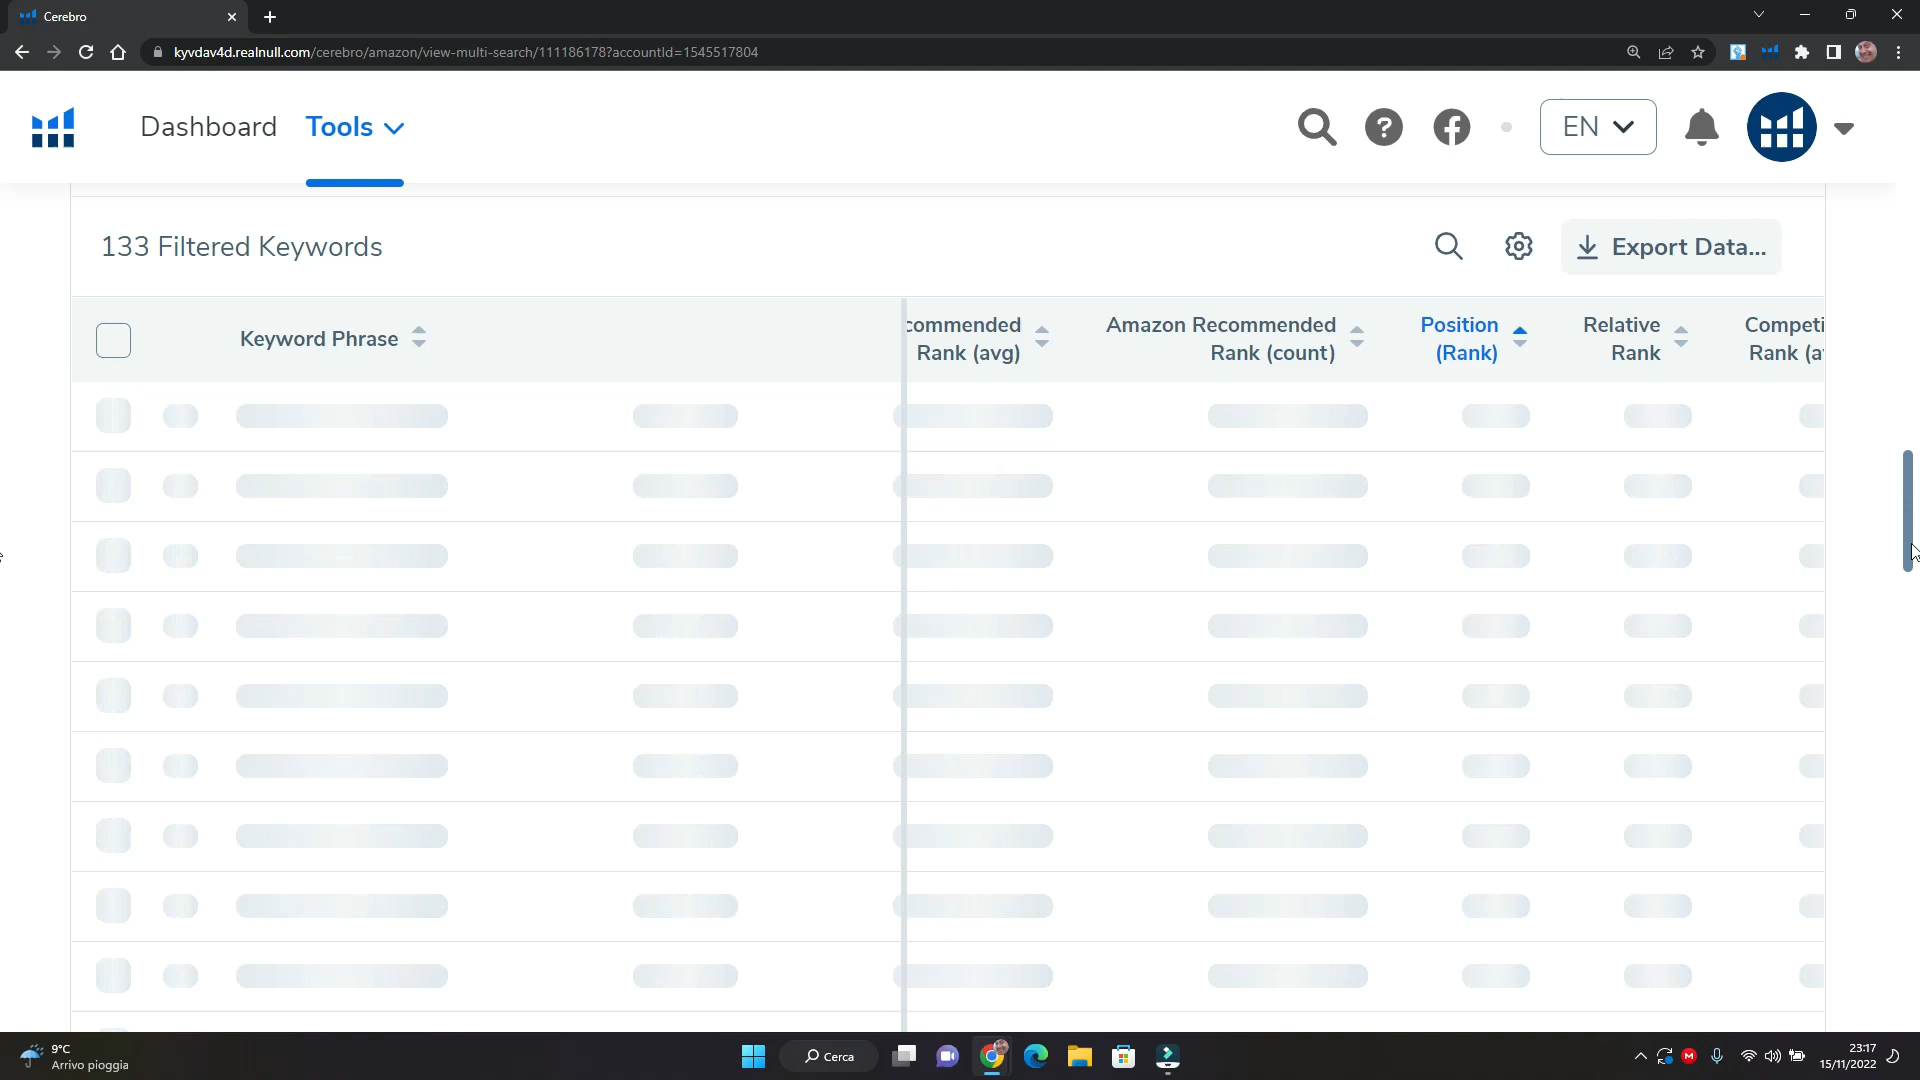 Cerebro
kyvdav4d.realnull.com/cerebro/amazon/view-multi-search/111186178?accountId=1545517804
Dashboard
Tools
EN
133 Filtered Keywords
Export Data...
Keyword Phrase
commended
Rank (avg)
Amazon Recommended
Rank (count)
Position
(Rank)
Relative
Rank
Competi
Rank (a
9°C
Arrivo pioggia
Cerca
23:17
15/11/2022